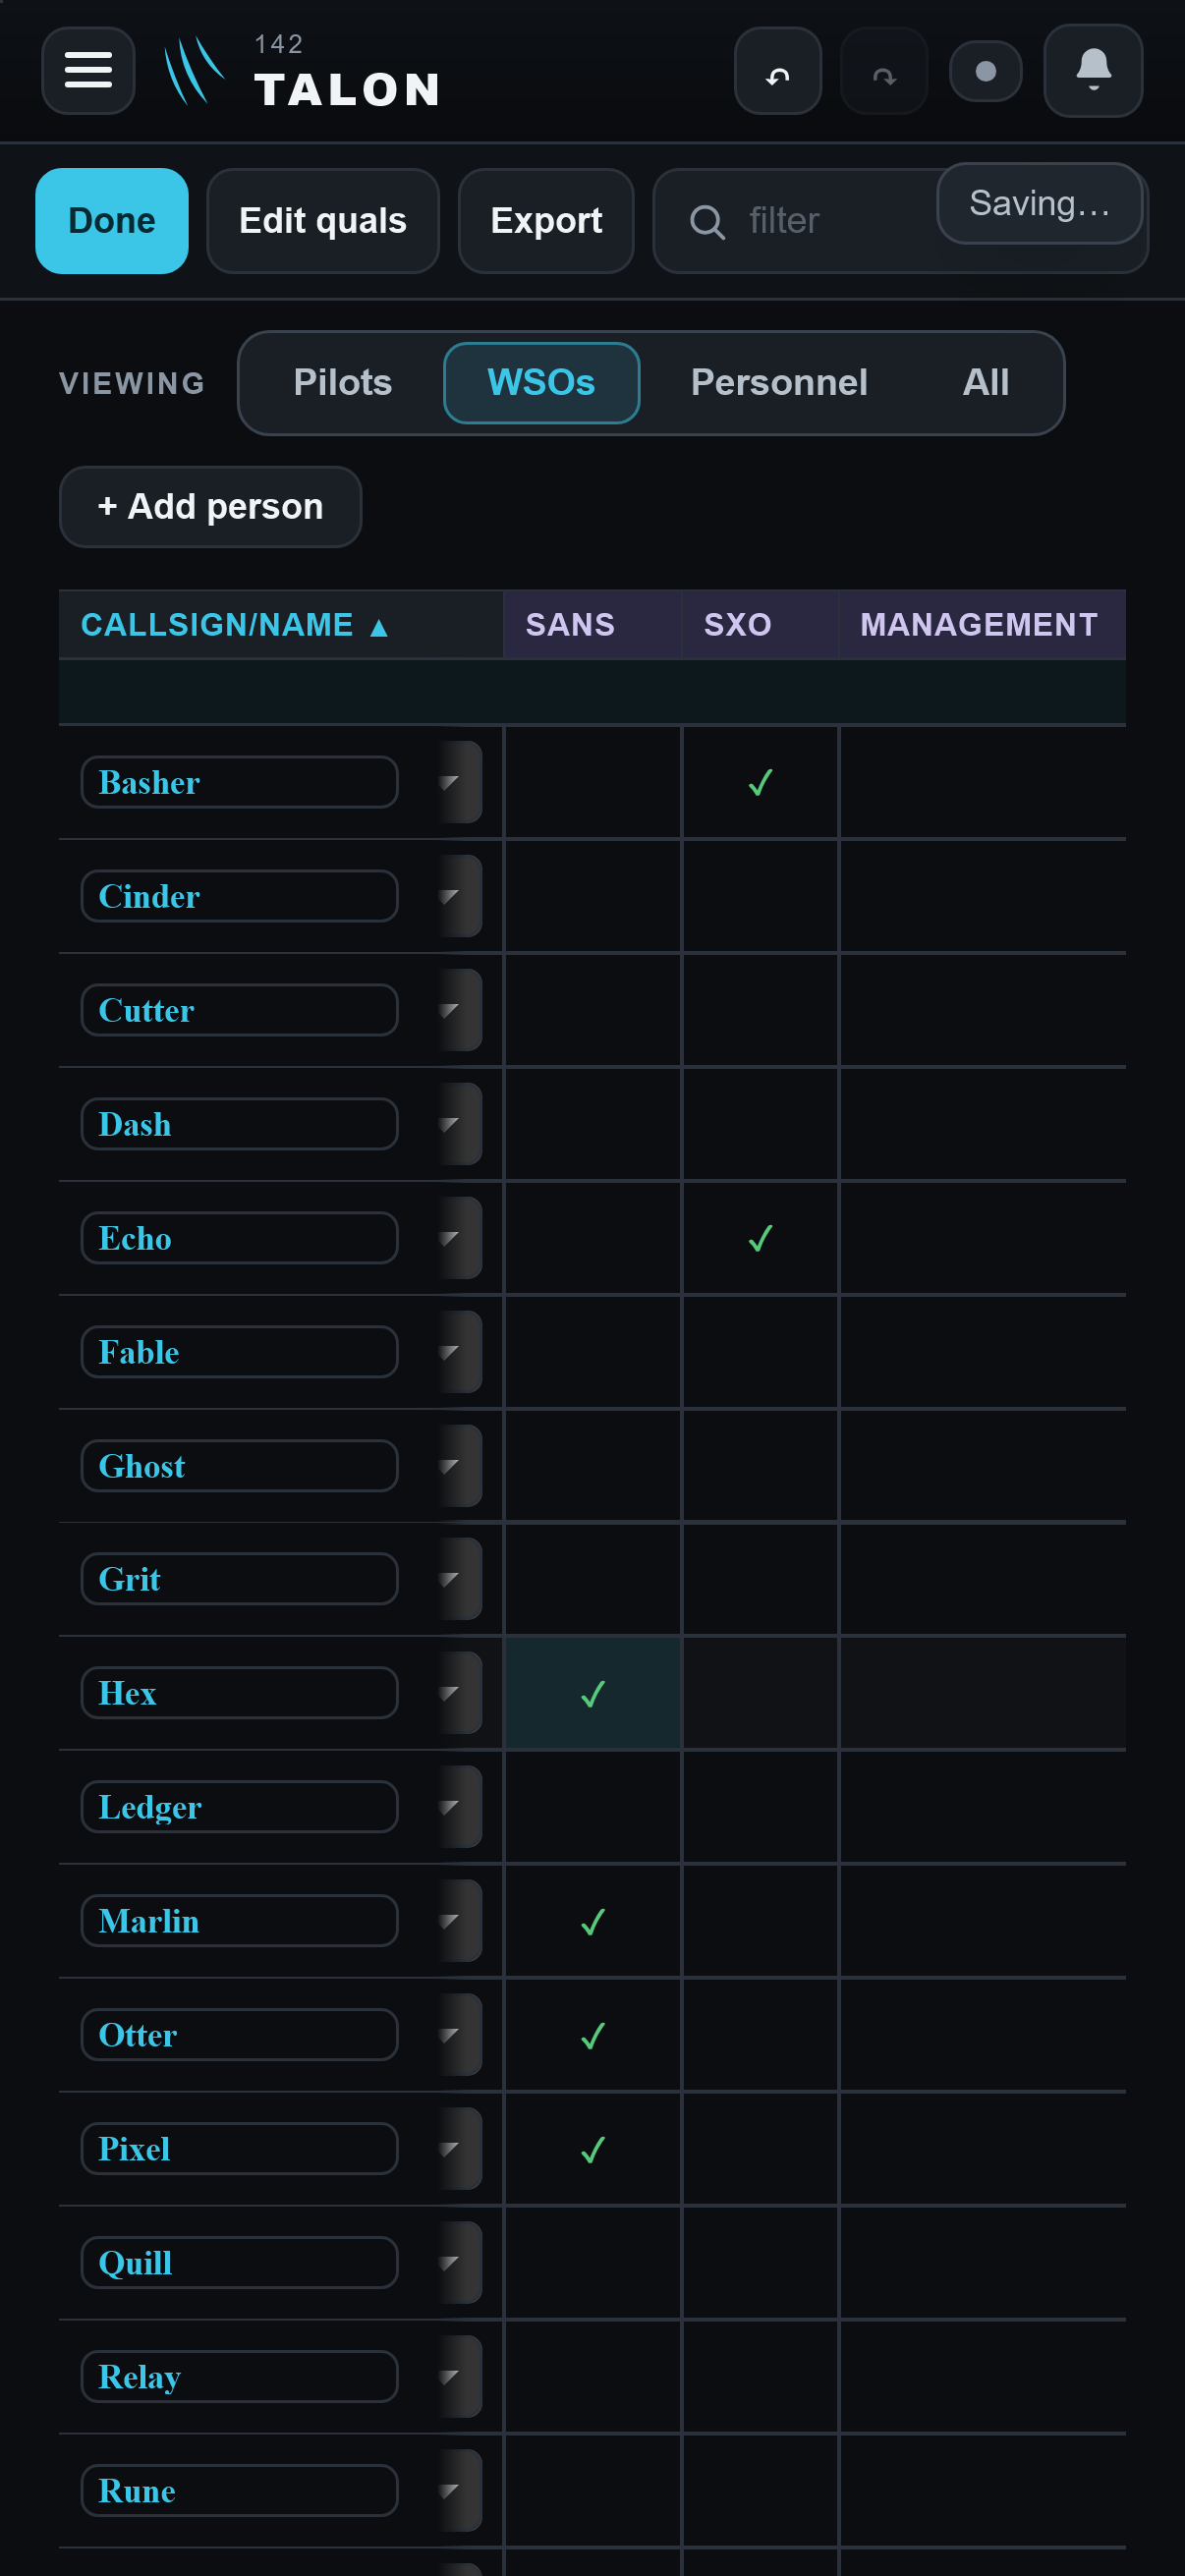 142
TALON
Done Edit quals Export filter Saving…
VIEWING Pilots WSOs Personnel All
+ Add person
CALLSIGN/NAME ▲ SANS SXO MANAGEMENT
Basher ✓
Cinder
Cutter
Dash
Echo ✓
Fable
Ghost
Grit
Hex ✓
Ledger
Marlin ✓
Otter ✓
Pixel ✓
Quill
Relay
Rune